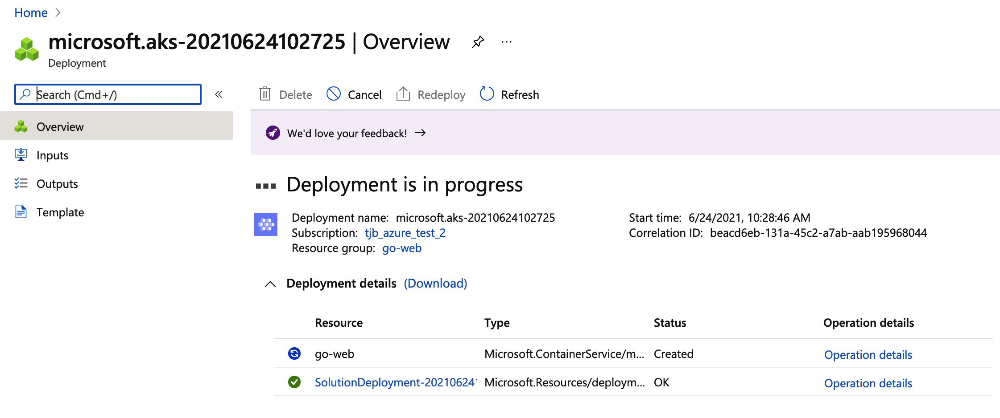 Home
microsoft.aks-20210624102725 | Overview
Deployment
Search (Cmd+/)
Delete Cancel Redeploy Refresh
Overview
Inputs
Outputs
Template
We'd love your feedback! →
Deployment is in progress
Deployment name: microsoft.aks-20210624102725
Subscription: tjb_azure_test_2
Resource group: go-web
Start time: 6/24/2021, 10:28:46 AM
Correlation ID: beacd6eb-131a-45c2-a7ab-aab195968044
Deployment details (Download)
Resource Type Status Operation details
go-web Microsoft.ContainerService/m... Created Operation details
SolutionDeployment-202106241 Microsoft.Resources/deploym... OK Operation details